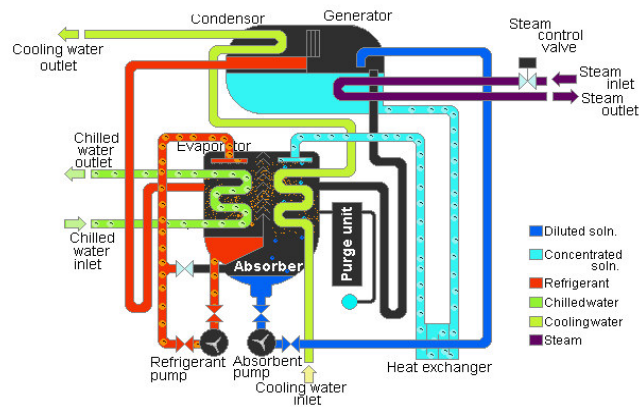 Condensor
Generator
Cooling water
outlet
Steam
control
valve
Steam
inlet
Steam
outlet
Chilled
water
outlet
Evaporator
Chilled
water
inlet
Absorber
Purge unit
Diluted soln.
Concentrated
soln.
Refrigerant
Chilledwater
Coolingwater
Steam
Refrigerant
pump
Absorbent
pump
Cooling water
inlet
Heat exchanger